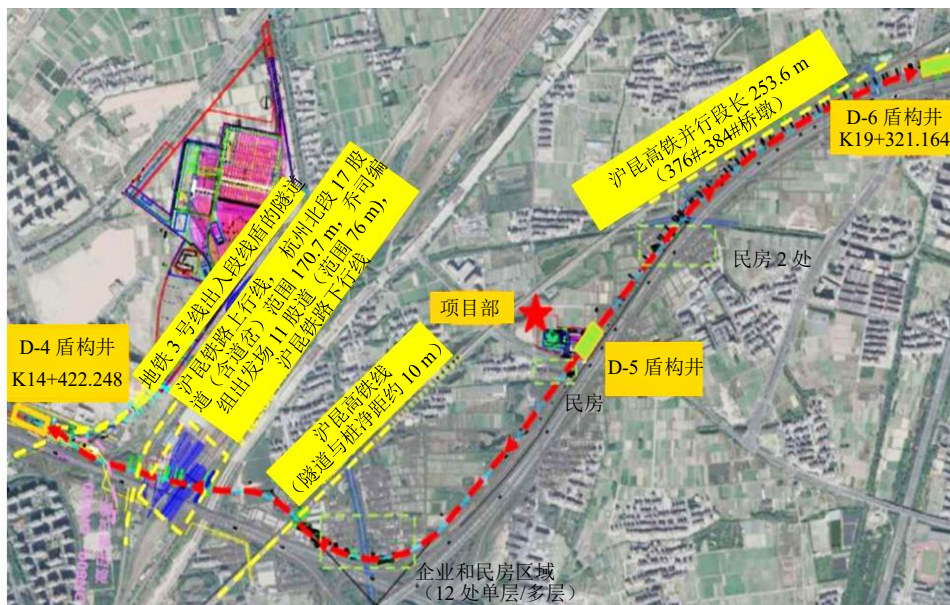 沪昆高铁并行段长 253.6 m
（376#-384#桥墩）
D-6 盾构井
K19+321.164
地铁 3 号线出入段线盾的隧道
沪昆铁路上行线，杭州北段 17 股
道（含道岔）范围 170.7 m，乔司编
组出发场 11 股道（范围 76 m),
沪昆铁路下行线
民房 2 处
项目部
D-4 盾构井
K14+422.248
沪昆高铁线
（隧道与桩净距约 10 m）
D-5 盾构井
民房
企业和民房区域
（12 处单层/多层）